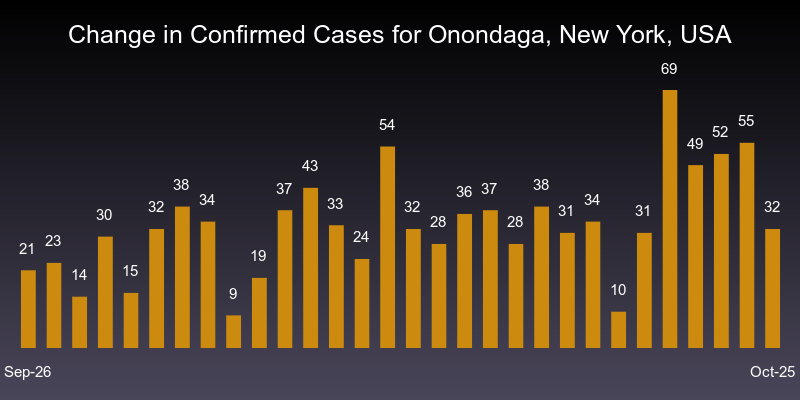 Change in Confirmed Cases for Onondaga, New York, USA
21 23 14 30 15 32 38 34 9 19 37 43 33 24 54 32 28 36 37 28 38 31 34 10 31 69 49 52 55 32
Sep-26 Oct-25